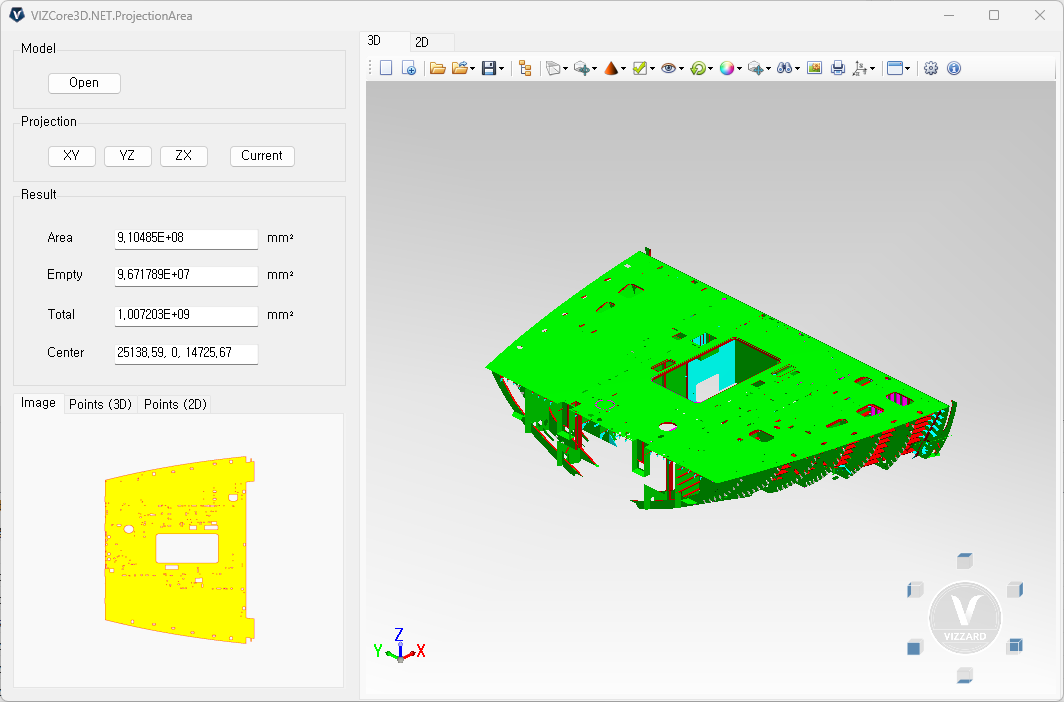 VIZCore3D.NET.ProjectionArea
Model
Open
Projection
XY YZ ZX Current
Result
Area 9,10485E+08 mm²
Empty 9,671789E+07 mm²
Total 1,007203E+09 mm²
Center 25138,59, 0, 14725,67
Image Points (3D) Points (2D)
3D 2D
Z
Y X
V
VIZZARD